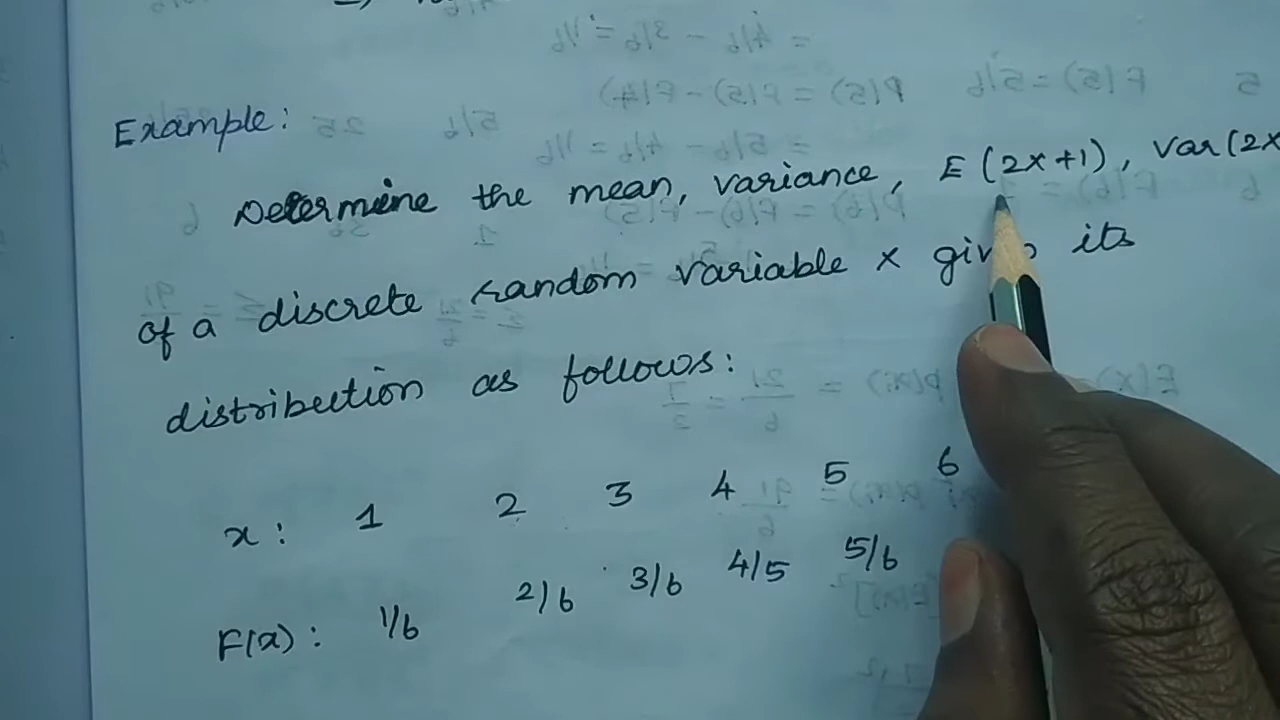 Example:
Determine the mean, variance, E(2x+1), Var(2x
of a discrete random variable x given its
distribution as follows:
x: 1 2 3 4 5 6
F(x): 1/6 2/6 3/6 4/5 5/6